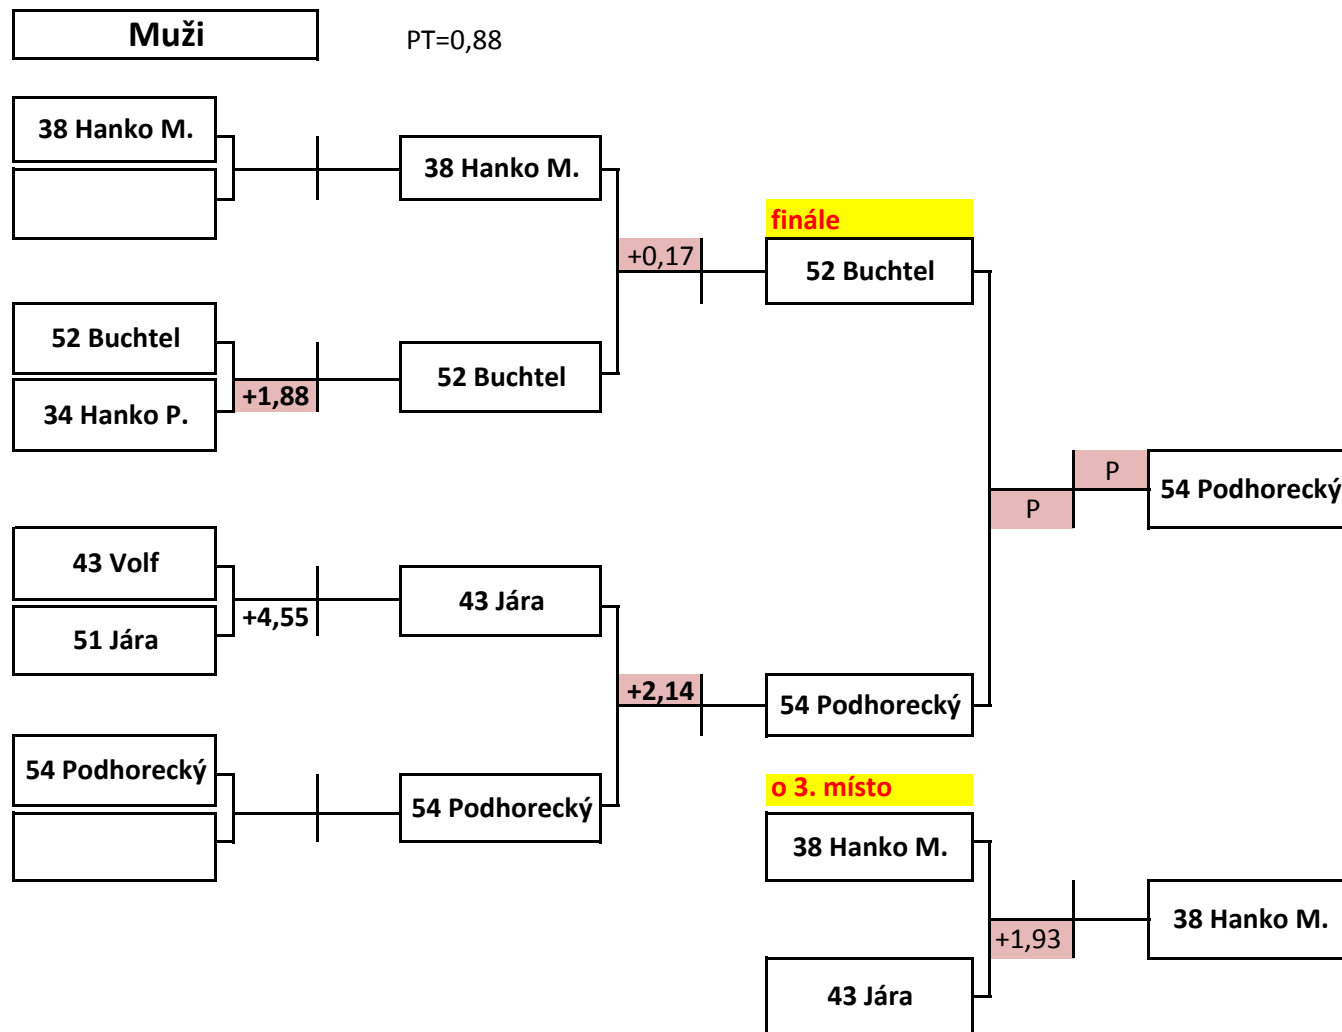 Muži
PT=0,88
38 Hanko M.
38 Hanko M.
finále
+0,17
52 Buchtel
52 Buchtel
52 Buchtel
+1,88
34 Hanko P.
P
54 Podhorecký
P
43 Volf
43 Jára
+4,55
51 Jára
+2,14
54 Podhorecký
54 Podhorecký
54 Podhorecký
o 3. místo
38 Hanko M.
38 Hanko M.
+1,93
43 Jára